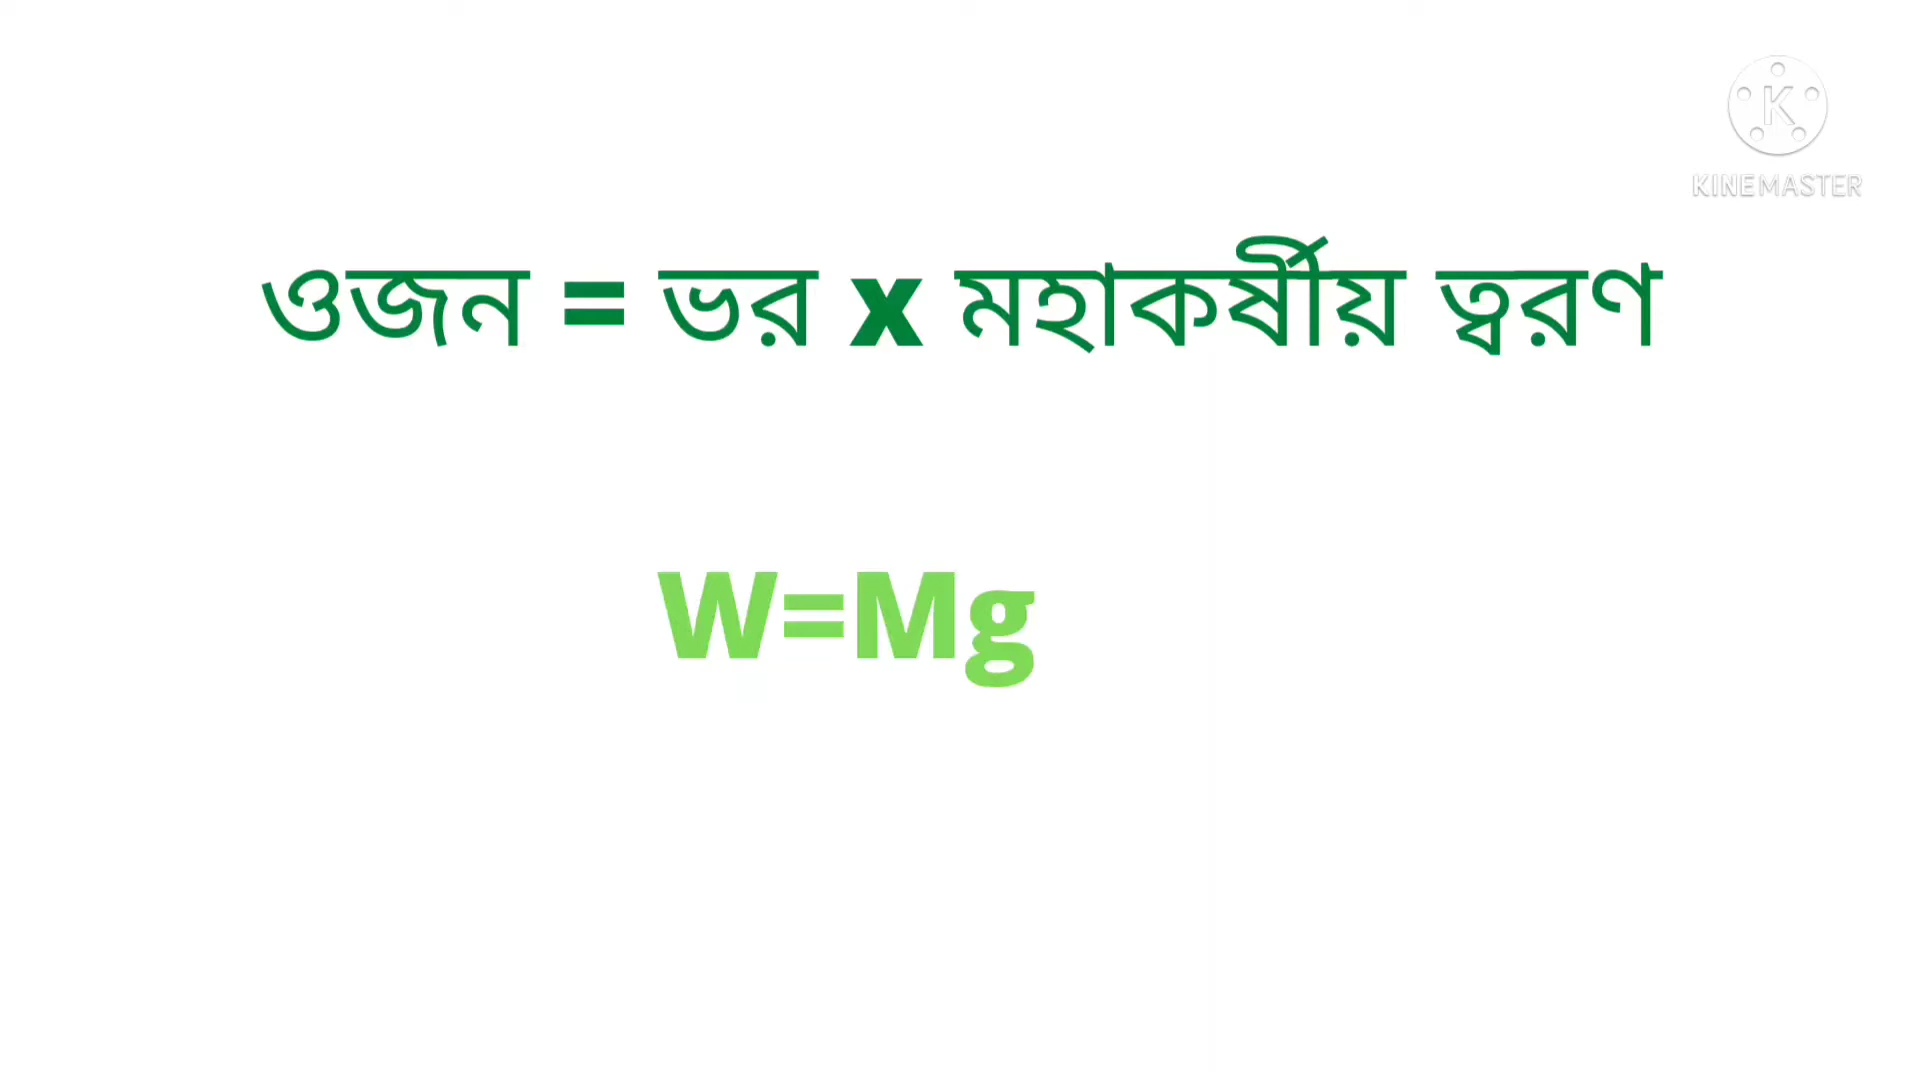 K
KINEMASTER
ওজন = ভর x মহাকর্ষীয় ত্বরণ
W=Mg